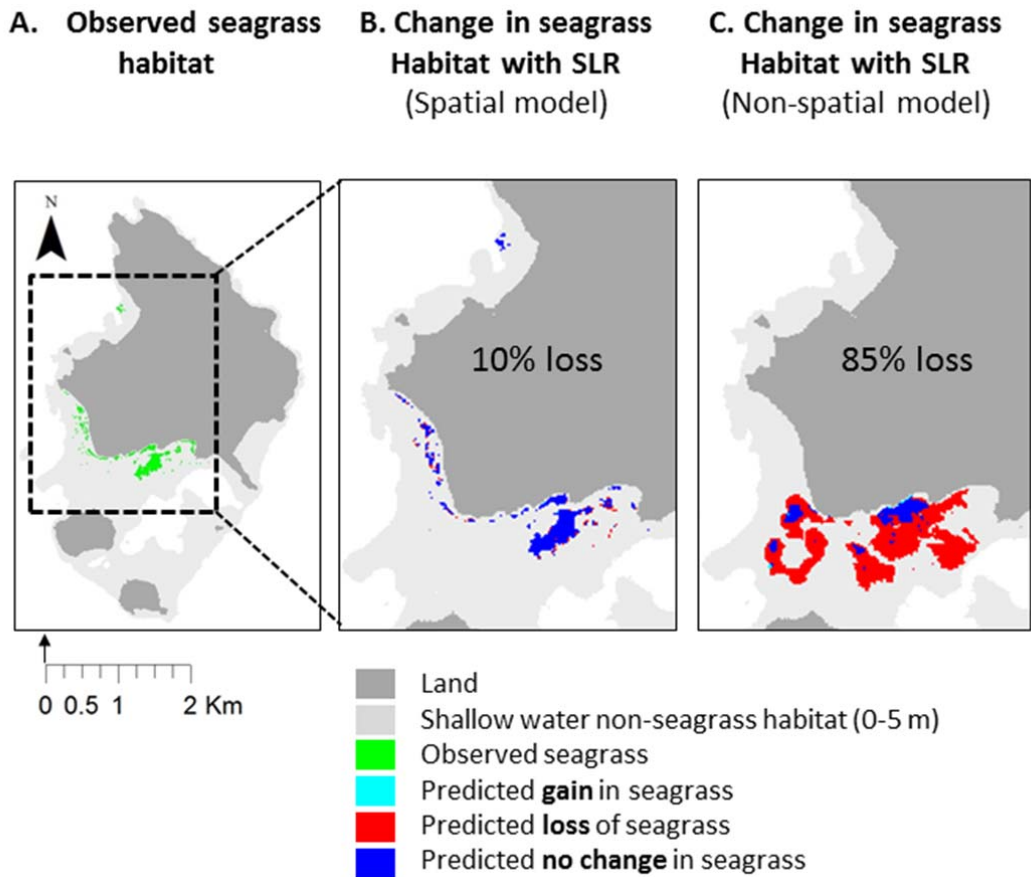 A. Observed seagrass
habitat
B. Change in seagrass
Habitat with SLR
(Spatial model)
C. Change in seagrass
Habitat with SLR
(Non-spatial model)
N
10% loss
85% loss
0 0.5 1 2 Km
Land
Shallow water non-seagrass habitat (0-5 m)
Observed seagrass
Predicted gain in seagrass
Predicted loss of seagrass
Predicted no change in seagrass